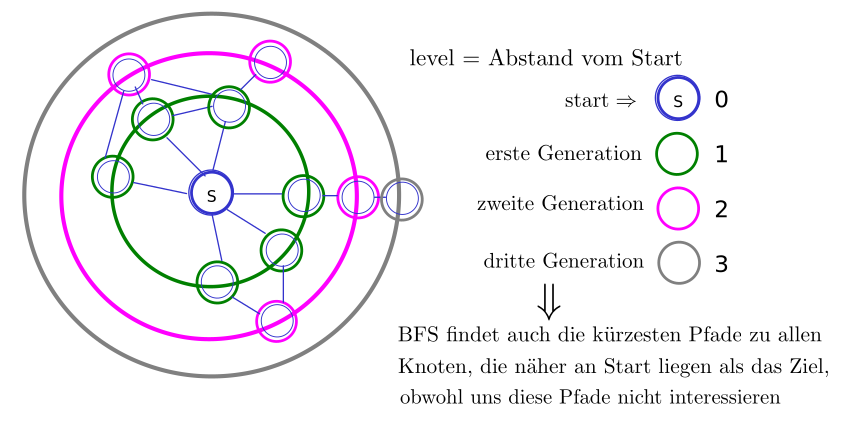 level = Abstand vom Start
start ⇒ S 0
erste Generation 1
zweite Generation 2
dritte Generation 3
S
BFS findet auch die kürzesten Pfade zu allen
Knoten, die näher an Start liegen als das Ziel,
obwohl uns diese Pfade nicht interessieren